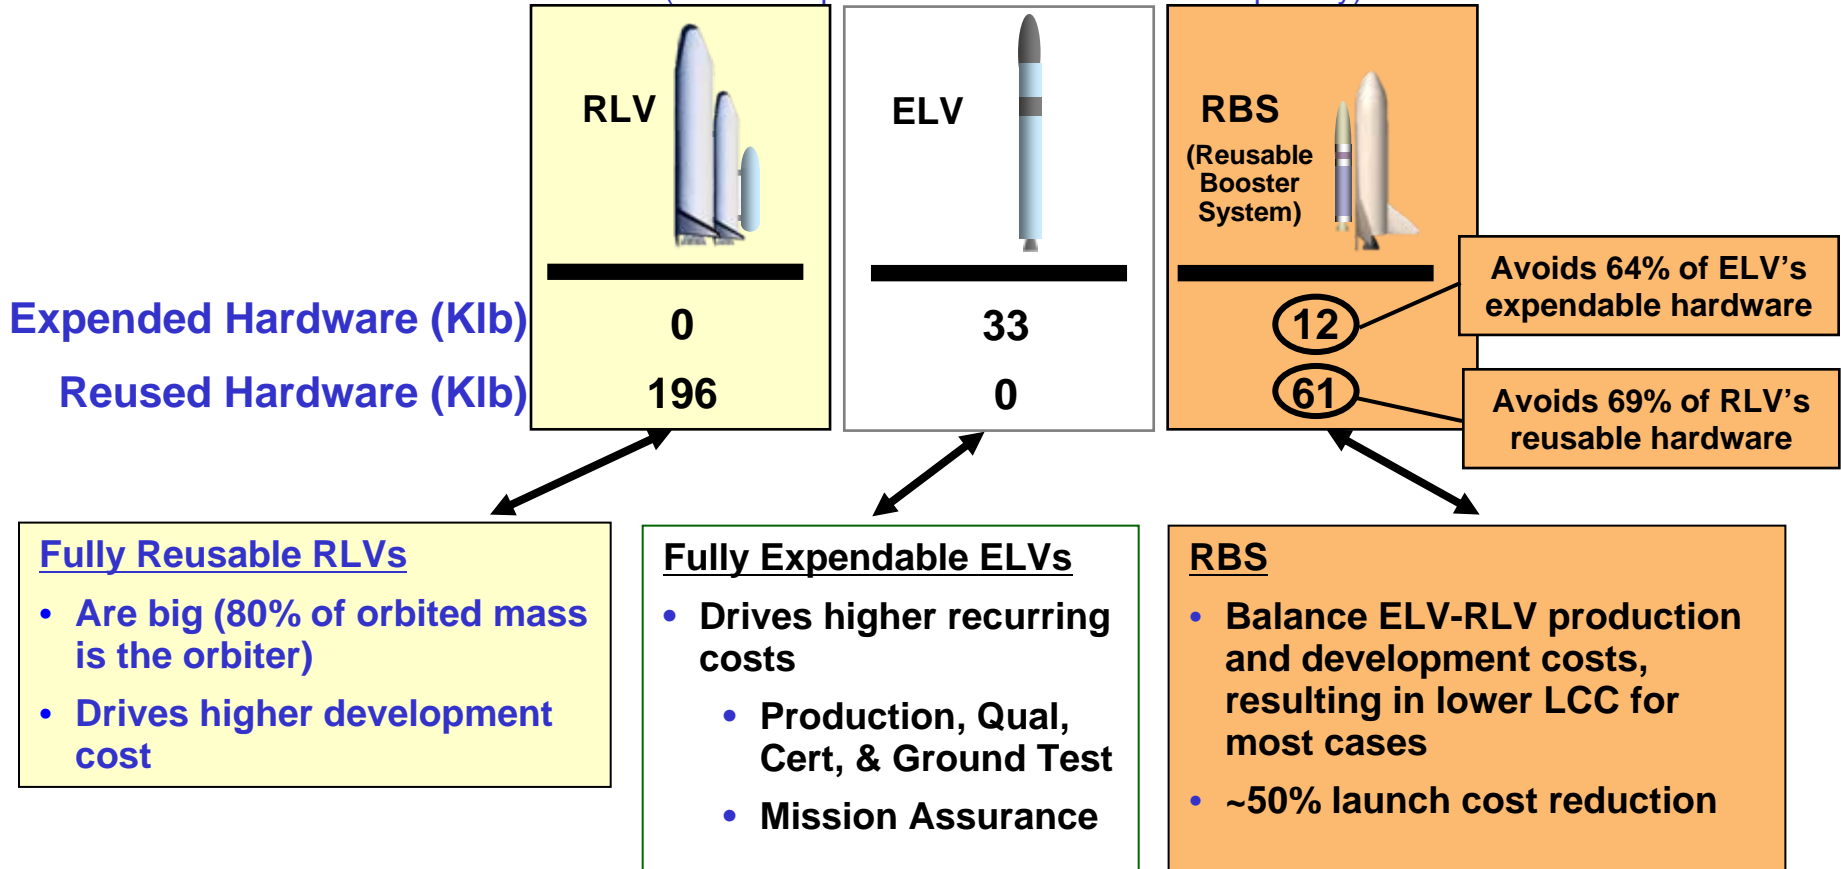 RLV
ELV
RBS
(Reusable
Booster
System)
Avoids 64% of ELV's
expendable hardware
Expended Hardware (Klb)
0
33
12
Reused Hardware (Klb)
196
0
61
Avoids 69% of RLV's
reusable hardware
Fully Reusable RLVs
• Are big (80% of orbited mass
is the orbiter)
• Drives higher development
cost
Fully Expendable ELVs
• Drives higher recurring
costs
• Production, Qual,
Cert, & Ground Test
• Mission Assurance
RBS
• Balance ELV-RLV production
and development costs,
resulting in lower LCC for
most cases
• ~50% launch cost reduction